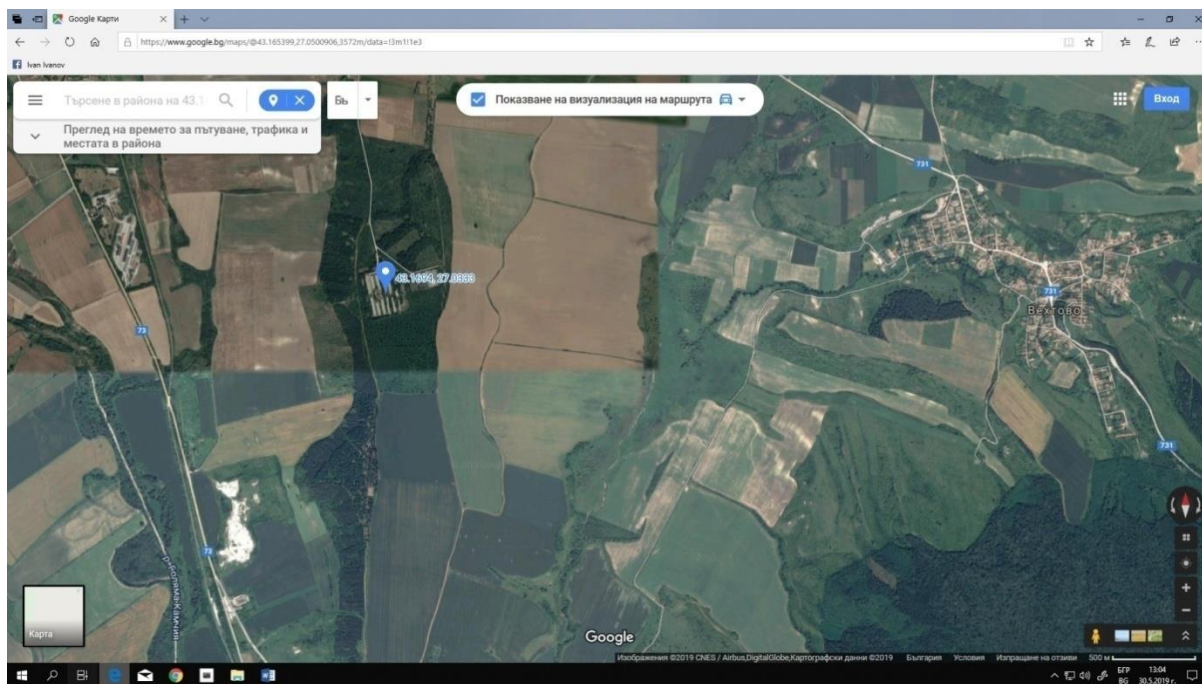 Google Карти
https://www.google.bg/maps/@43.165399,27.0500906,3572m/data=!3m1!1e3
Ivan Ivanov
Търсене в района на 43.1
Бь
Показване на визуализация на маршрута
Вход
Преглед на времето за пътуване, трафика и
местата в района
731
43.1694, 27.0333
731
Вехтово
73
731
73
р. Голяма Камчия
Карта
Google
Изображения ©2019 CNES / Airbus,DigitalGlobe,Картографски данни ©2019 България Условия Изпращане на отзиви 500 м
БГР
BG
13:04
30.5.2019 г.